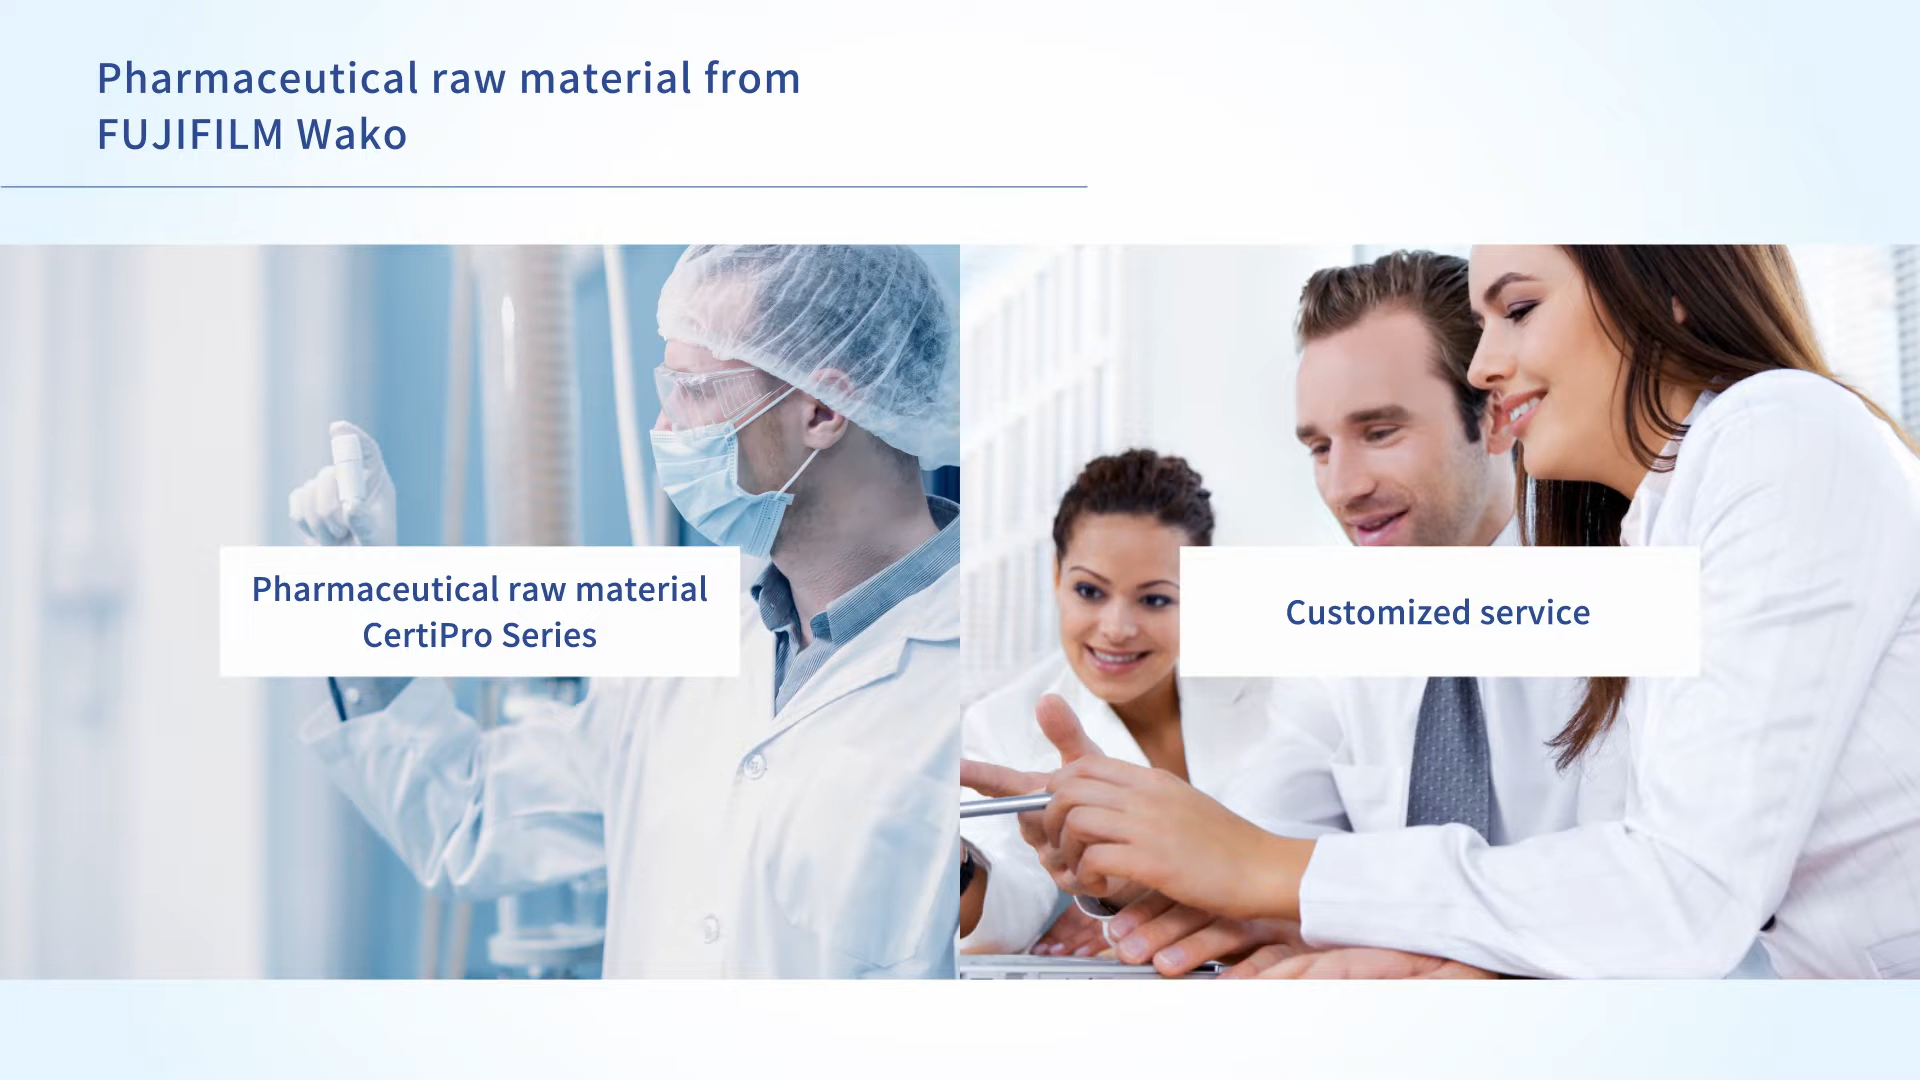 Pharmaceutical raw material from
FUJIFILM Wako
Pharmaceutical raw material
CertiPro Series
Customized service